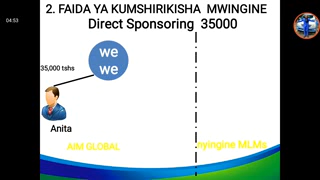 04:53
2. FAIDA YA KUMSHIRIKISHA MWINGINE
Direct Sponsoring 35000
we
we
35,000 tshs
Anita
AIM GLOBAL
nyingine MLMs